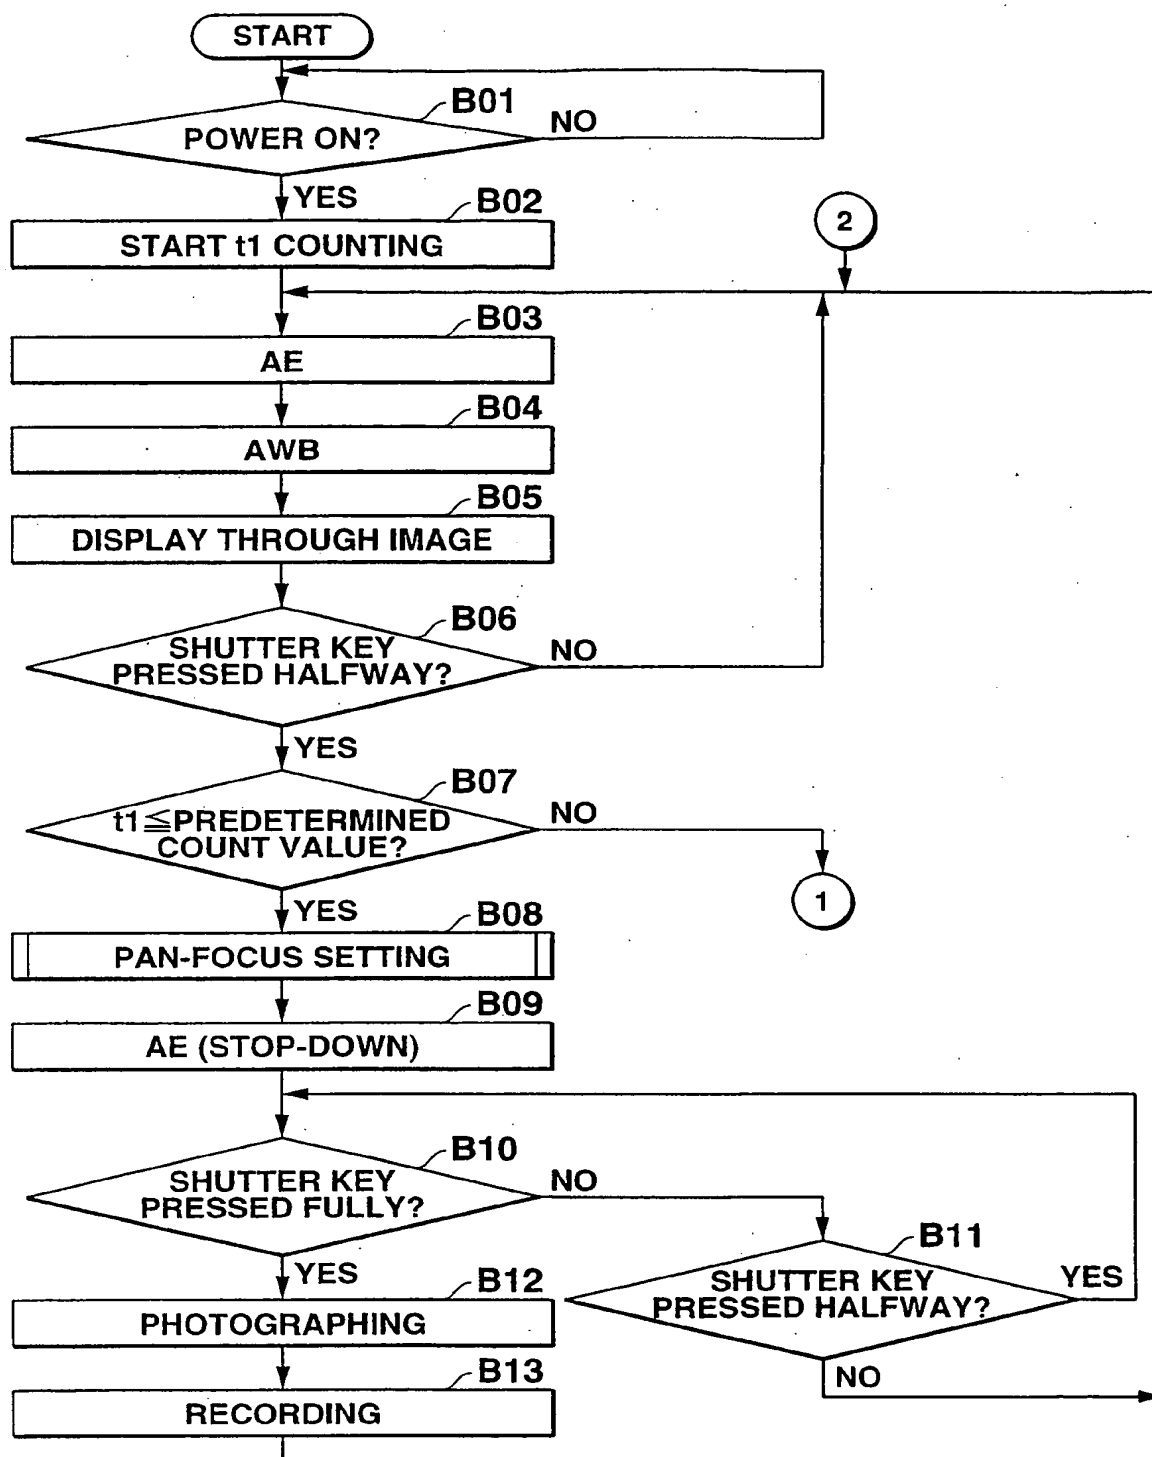 START
B01
POWER ON?
NO
YES
B02
START t1 COUNTING
2
B03
AE
B04
AWB
B05
DISPLAY THROUGH IMAGE
B06
SHUTTER KEY
PRESSED HALFWAY?
NO
YES
B07
t1≦PREDETERMINED
COUNT VALUE?
NO
1
YES
B08
PAN-FOCUS SETTING
B09
AE (STOP-DOWN)
B10
SHUTTER KEY
PRESSED FULLY?
NO
B11
SHUTTER KEY
PRESSED HALFWAY?
YES
NO
YES
B12
PHOTOGRAPHING
B13
RECORDING